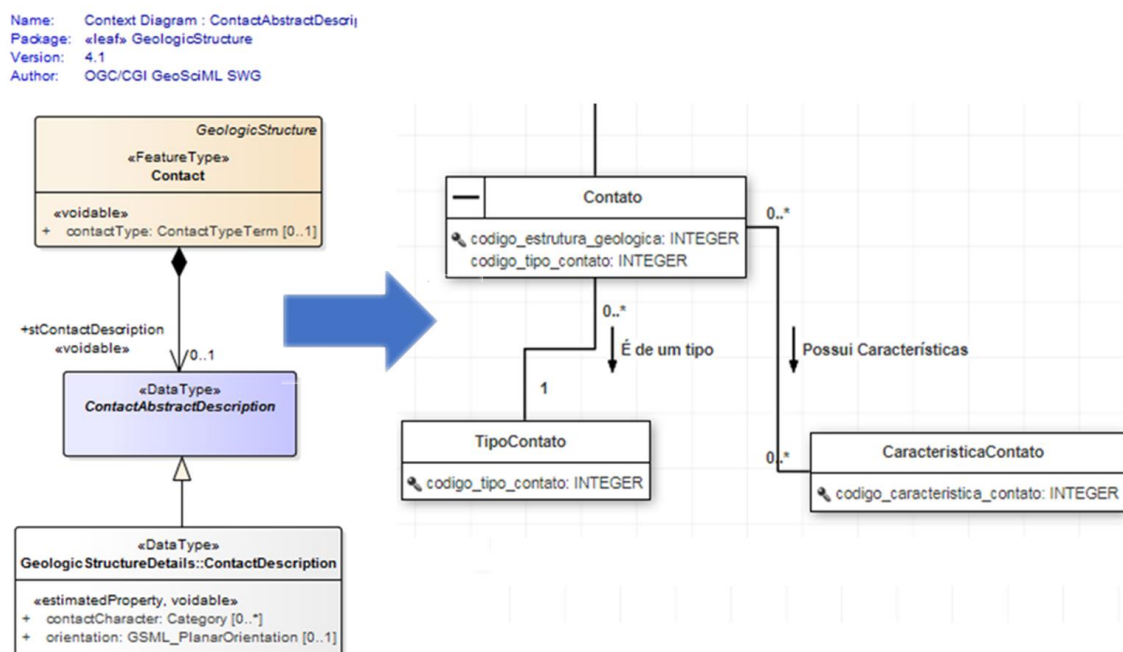 Name: Context Diagram : ContactAbstractDescrip
Package: «leaf» GeologicStructure
Version: 4.1
Author: OGC/CGI GeoSciML SWG
GeologicStructure
«FeatureType»
Contact
«voidable»
+ contactType: ContactTypeTerm [0..1]
+stContactDescription
«voidable»
0..1
«DataType»
ContactAbstractDescription
«DataType»
GeologicStructureDetails::ContactDescription
«estimatedProperty, voidable»
+ contactCharacter: Category [0..*]
+ orientation: GSML_PlanarOrientation [0..1]
Contato
codigo_estrutura_geologica: INTEGER
codigo_tipo_contato: INTEGER
0..*
0..*
É de um tipo
Possui Características
1
TipoContato
codigo_tipo_contato: INTEGER
0..*
CaracteristicaContato
codigo_caracteristica_contato: INTEGER